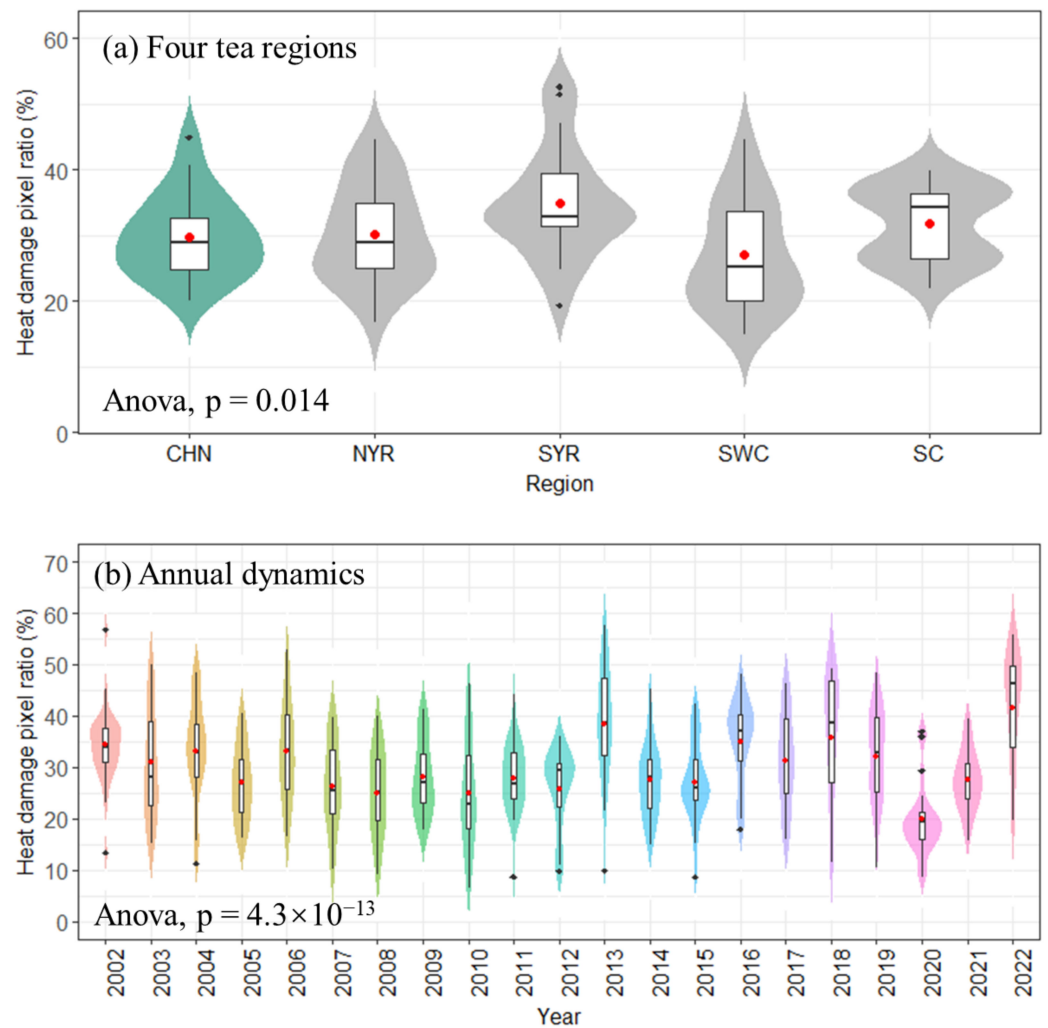 (a) Four tea regions
Heat damage pixel ratio (%)
60
40
20
0
Anova, p = 0.014
CHN NYR SYR SWC SC
Region
(b) Annual dynamics
Heat damage pixel ratio (%)
70
60
50
40
30
20
10
0
Anova, p = 4.3×10⁻¹³
2002 2003 2004 2005 2006 2007 2008 2009 2010 2011 2012 2013 2014 2015 2016 2017 2018 2019 2020 2021 2022
Year